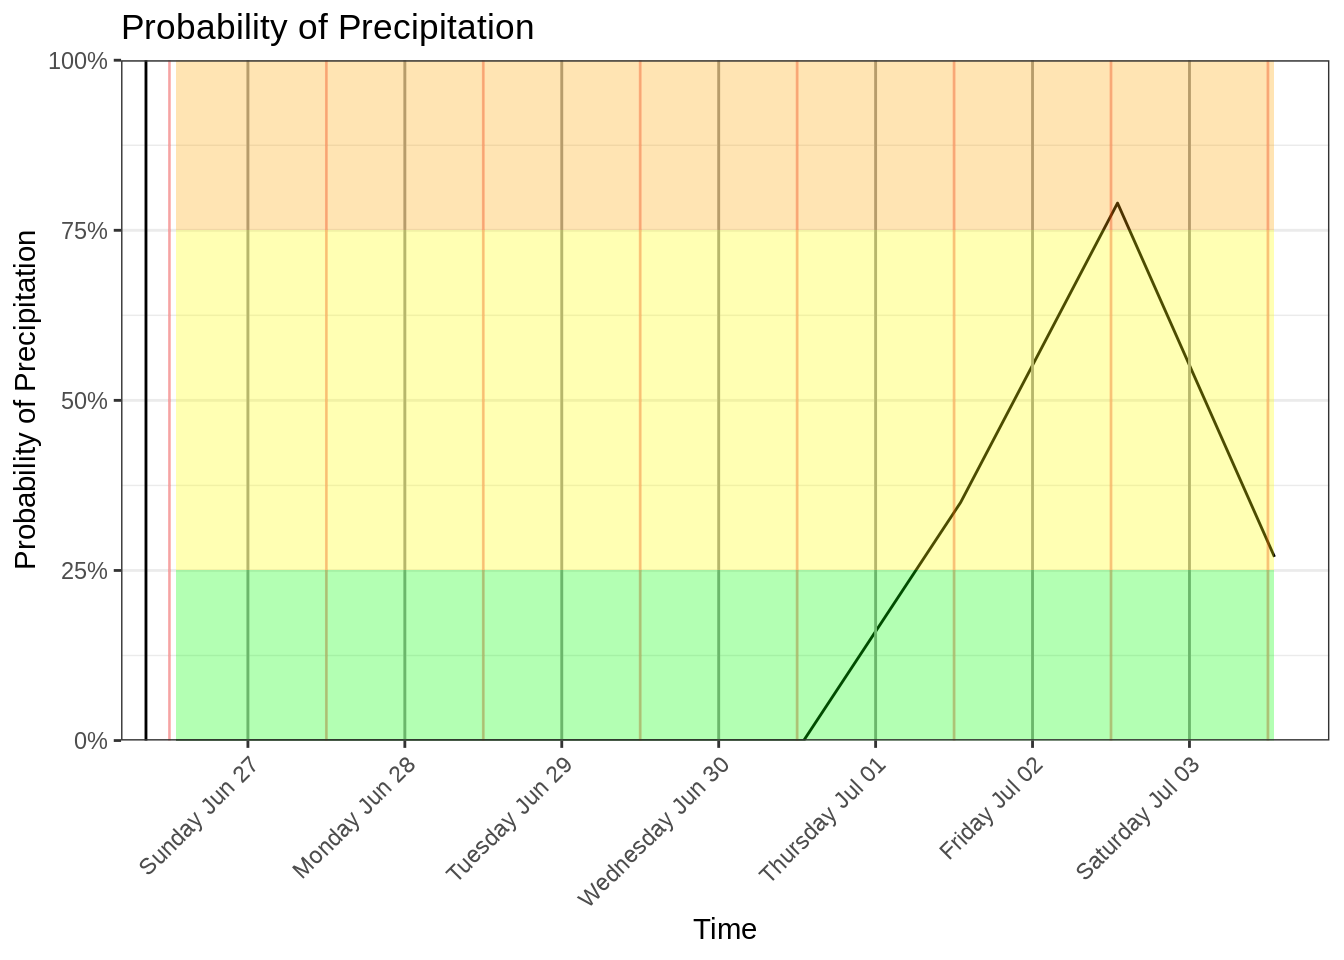 Probability of Precipitation
Probability of Precipitation
100%
75%
50%
25%
0%
Sunday Jun 27
Monday Jun 28
Tuesday Jun 29
Wednesday Jun 30
Thursday Jul 01
Friday Jul 02
Saturday Jul 03
Time